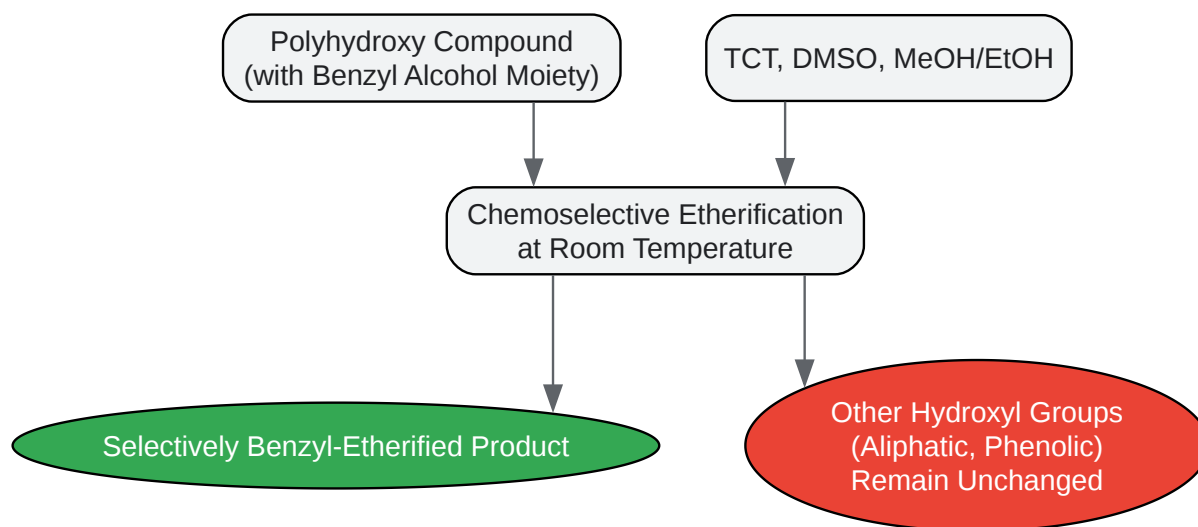 Polyhydroxy Compound
(with Benzyl Alcohol Moiety)
TCT, DMSO, MeOH/EtOH
Chemoselective Etherification
at Room Temperature
Selectively Benzyl-Etherified Product
Other Hydroxyl Groups
(Aliphatic, Phenolic)
Remain Unchanged